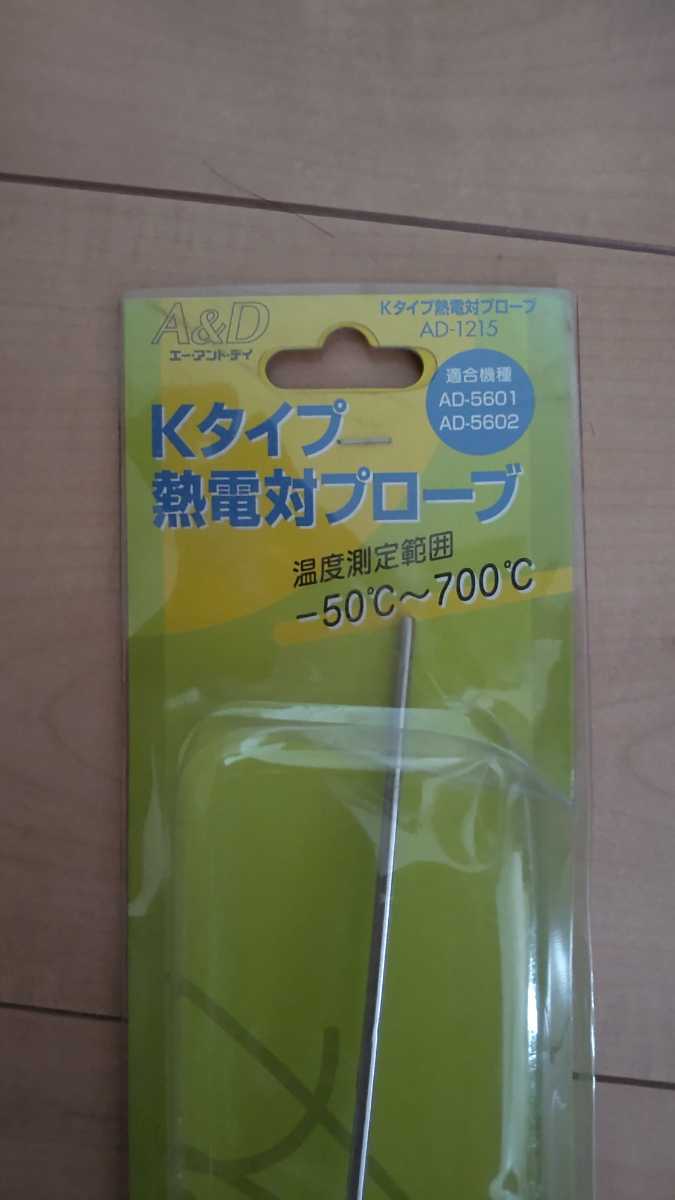 A&D
エー・アンド・デイ
Kタイプ熱電対プローブ
AD-1215
適合機種
AD-5601
AD-5602
Kタイプ
熱電対プローブ
温度測定範囲
−50℃〜700℃